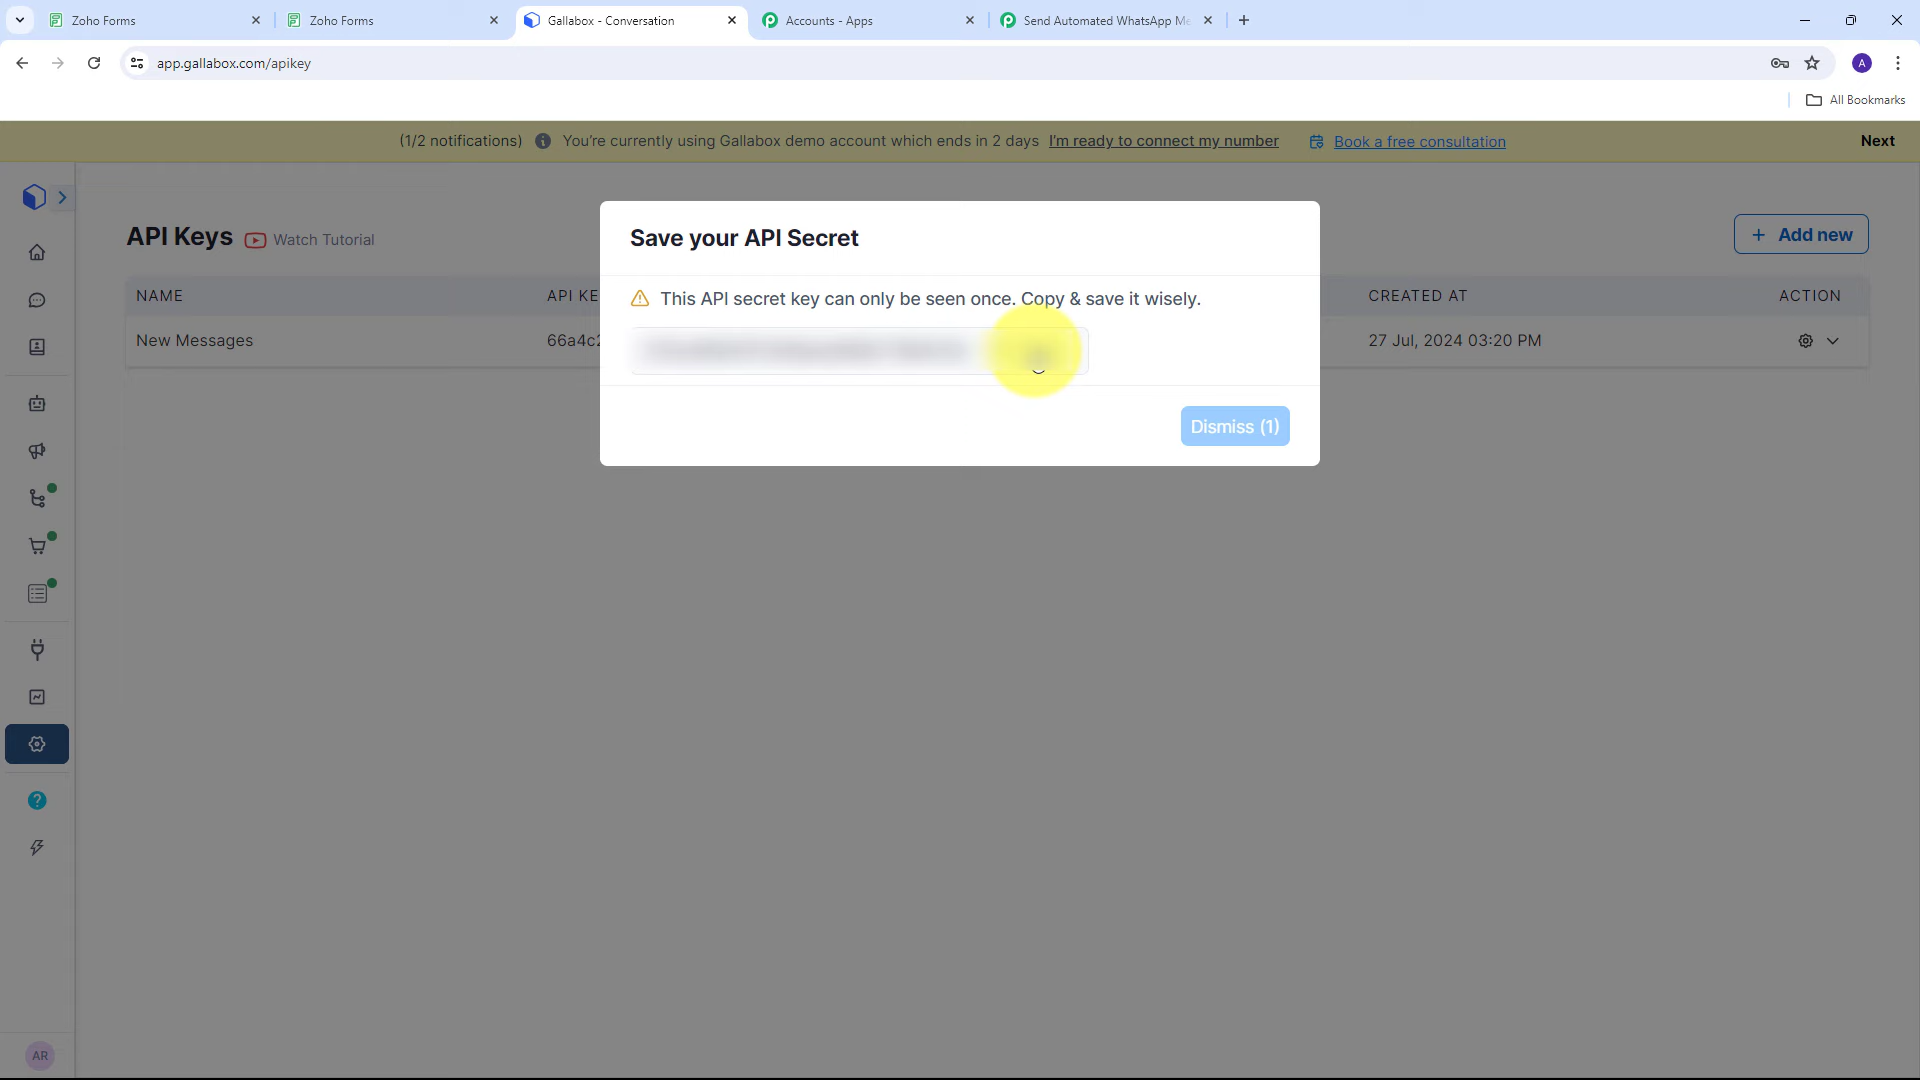 Zoho Forms
Zoho Forms
Gallabox - Conversation
Accounts - Apps
Send Automated WhatsApp Me
app.gallabox.com/apikey
A
All Bookmarks
(1/2 notifications) You're currently using Gallabox demo account which ends in 2 days I'm ready to connect my number Book a free consultation Next
API Keys Watch Tutorial
+ Add new
Save your API Secret
This API secret key can only be seen once. Copy & save it wisely.
Dismiss (1)
NAME API KE CREATED AT ACTION
New Messages 66a4c2 27 Jul, 2024 03:20 PM
AR